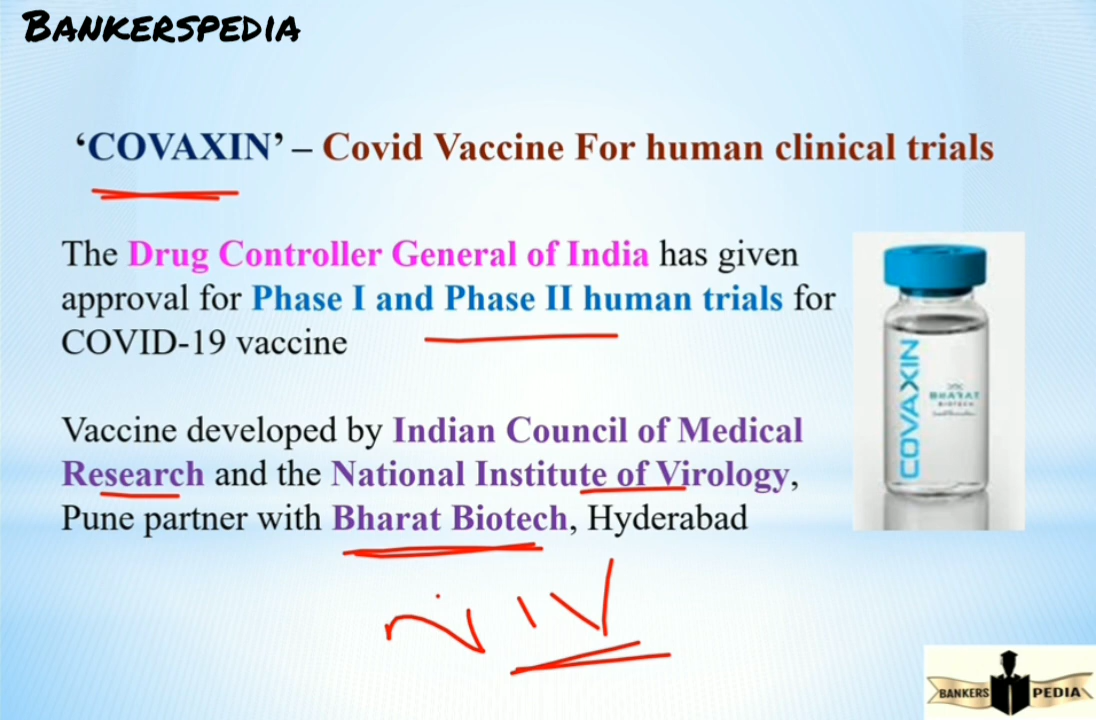 BANKERSPEDIA
‘COVAXIN’ – Covid Vaccine For human clinical trials
The Drug Controller General of India has given
approval for Phase I and Phase II human trials for
COVID-19 vaccine
Vaccine developed by Indian Council of Medical
Research and the National Institute of Virology,
Pune partner with Bharat Biotech, Hyderabad
COVAXIN
BHARAT
BIOTECH
NIV
BANKERS PEDIA